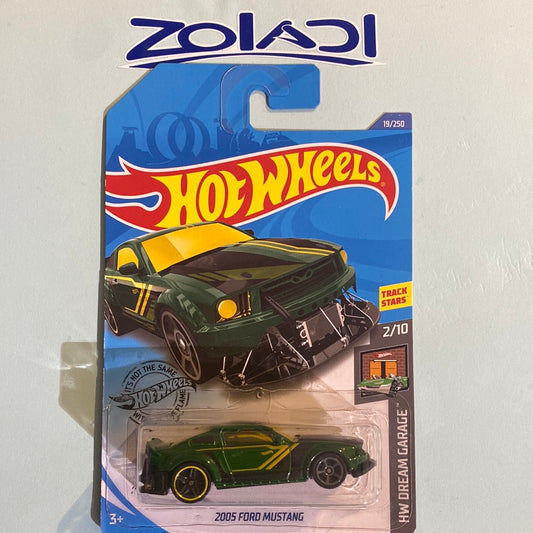 ZOIADI
19/250
HOT WHEELS
TRACK
STARS
2/10
IT'S NOT THE SAME
HOT WHEELS
HW DREAM GARAGE™
2005 FORD MUSTANG
3+